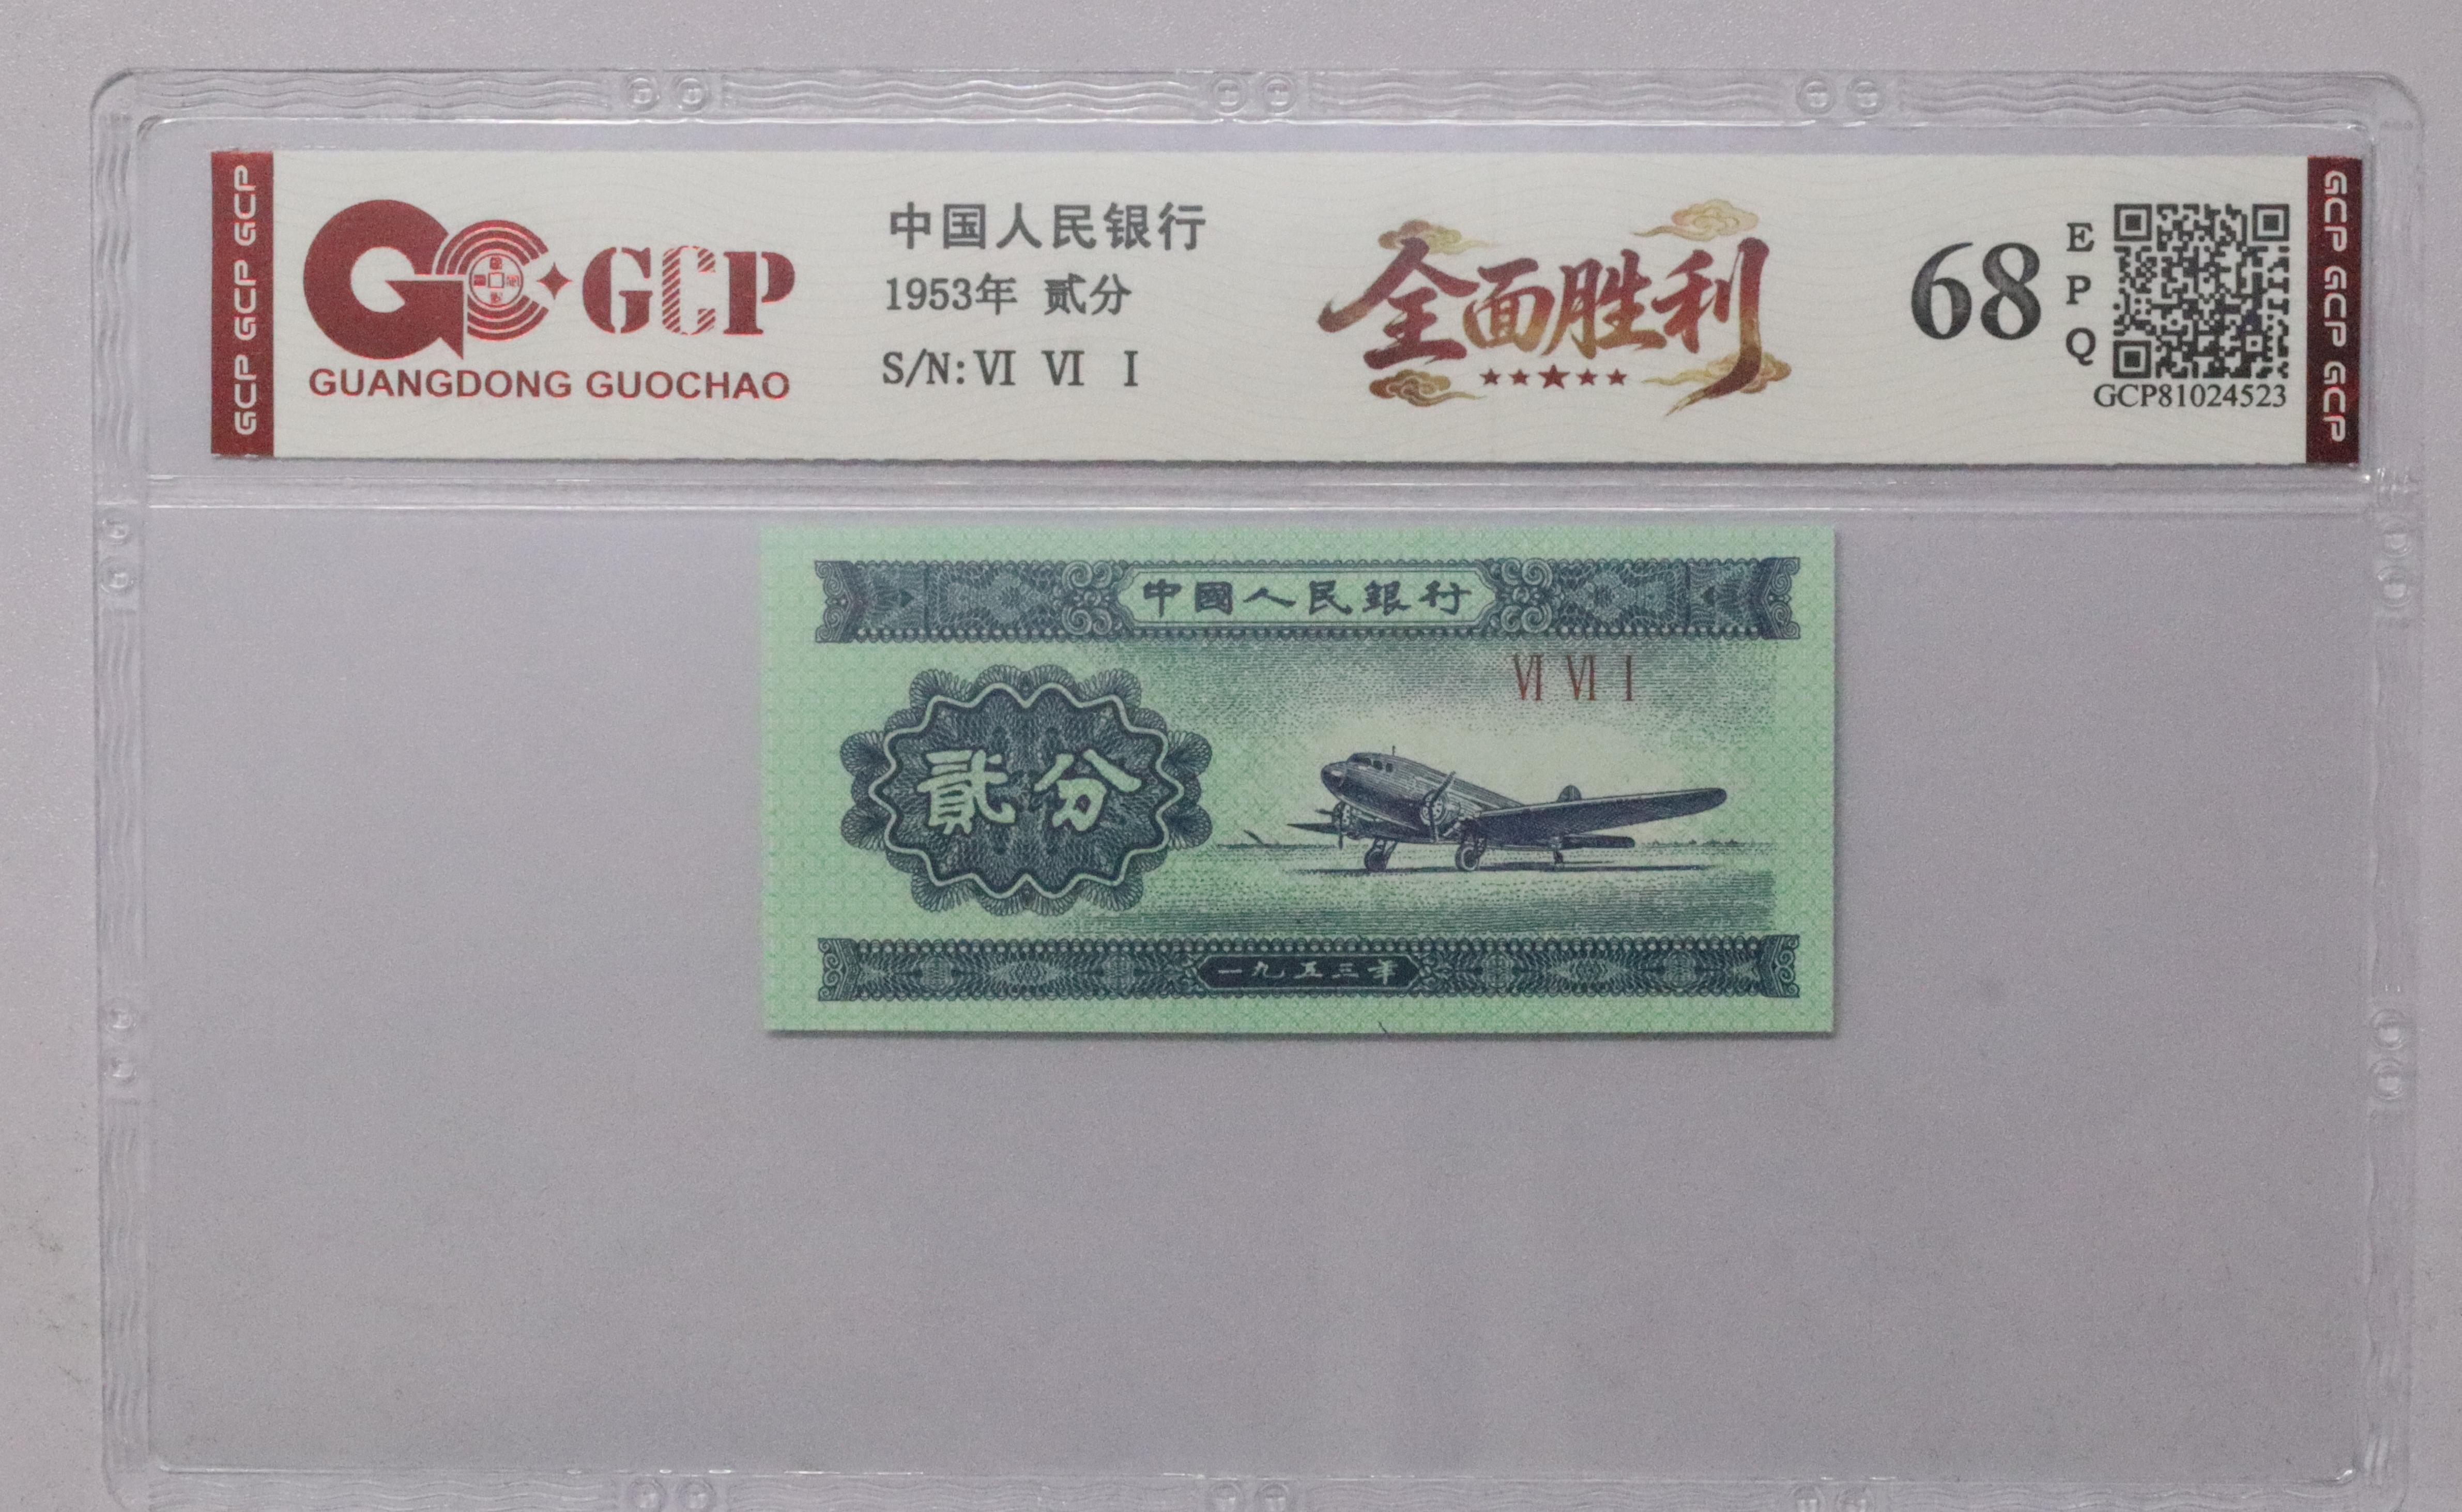 GCP GCP GCP
GCP
GUANGDONG GUOCHAO
中国人民银行
1953年 贰分
S/N: VI VI I
全面胜利
68
E
P
Q
GCP81024523
GCP GCP GCP
中國人民銀行
VI VI I
貳分
一九五三年